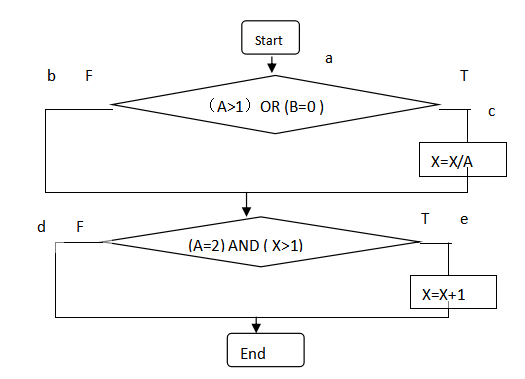 Start
a
b F
T
（A>1）OR (B=0 )
c
X=X/A
d F
T e
(A=2) AND ( X>1)
X=X+1
End